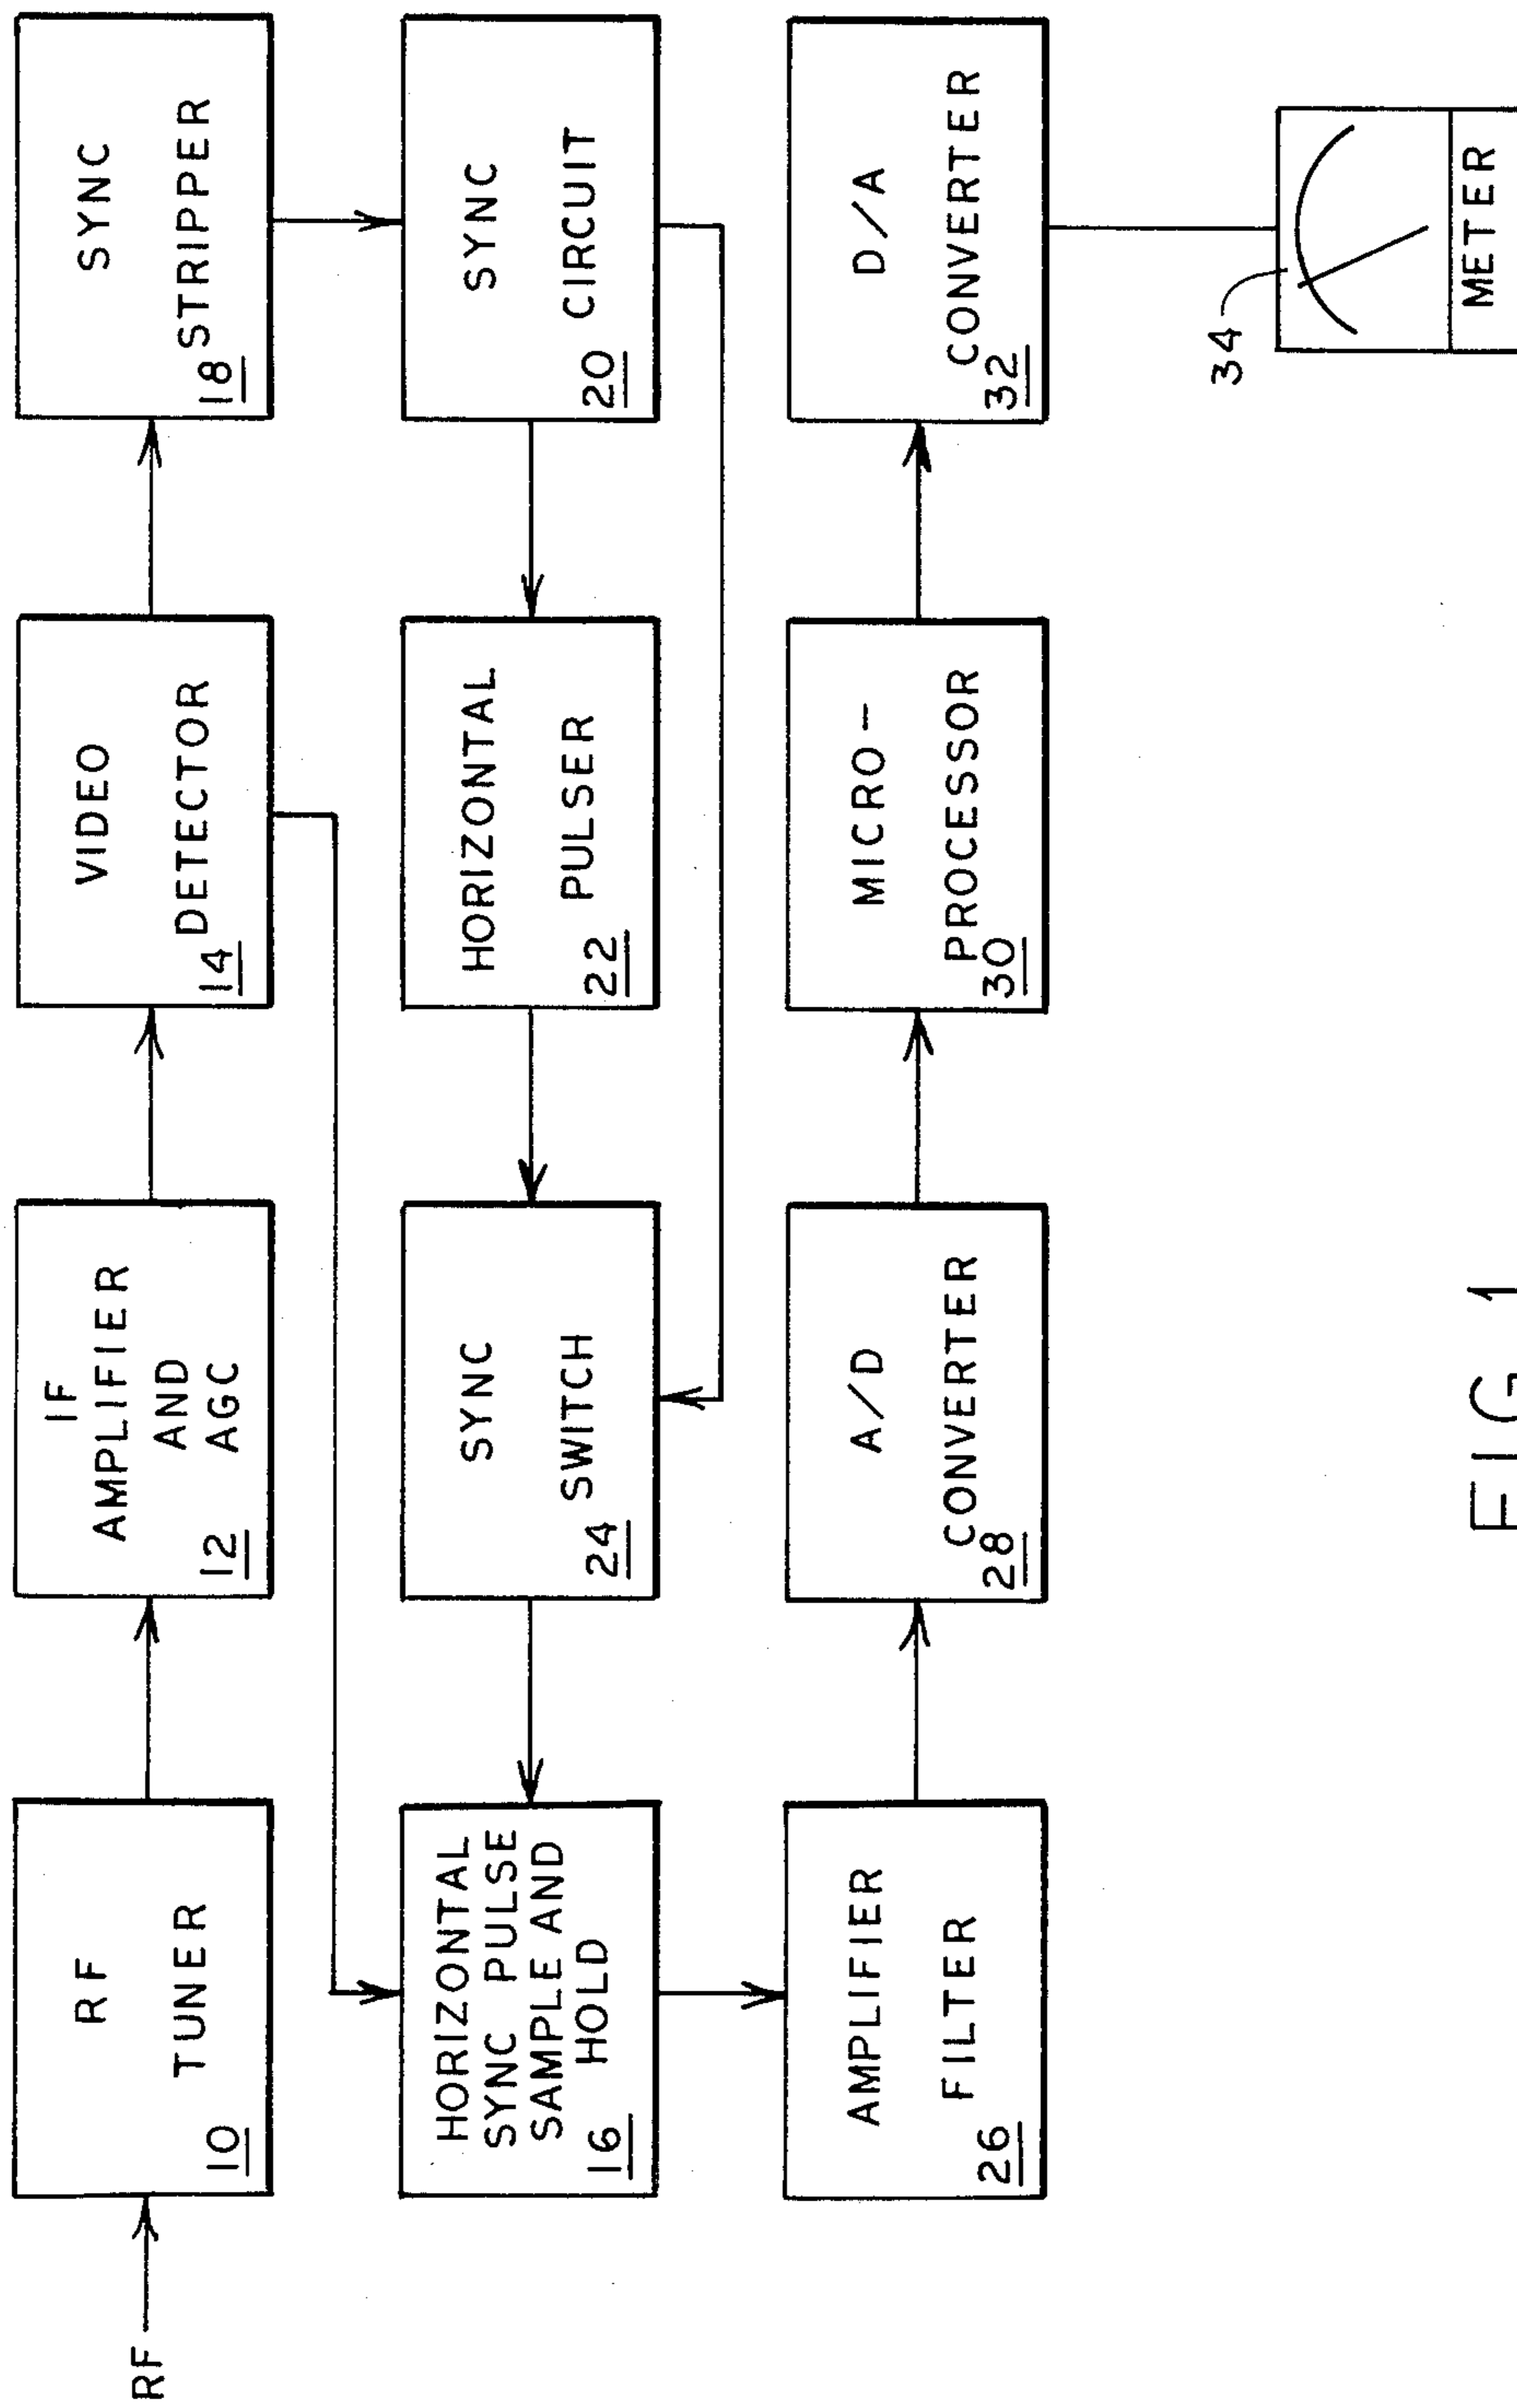 RF
RF
TUNER
10
IF
AMPLIFIER
AND
AGC
12
VIDEO
DETECTOR
14
SYNC
STRIPPER
18
HORIZONTAL
SYNC PULSE
SAMPLE AND
HOLD
16
SYNC
SWITCH
24
HORIZONTAL
PULSER
22
SYNC
CIRCUIT
20
AMPLIFIER
FILTER
26
A/D
CONVERTER
28
MICRO-
PROCESSOR
30
D/A
CONVERTER
32
34
METER
FIG 1